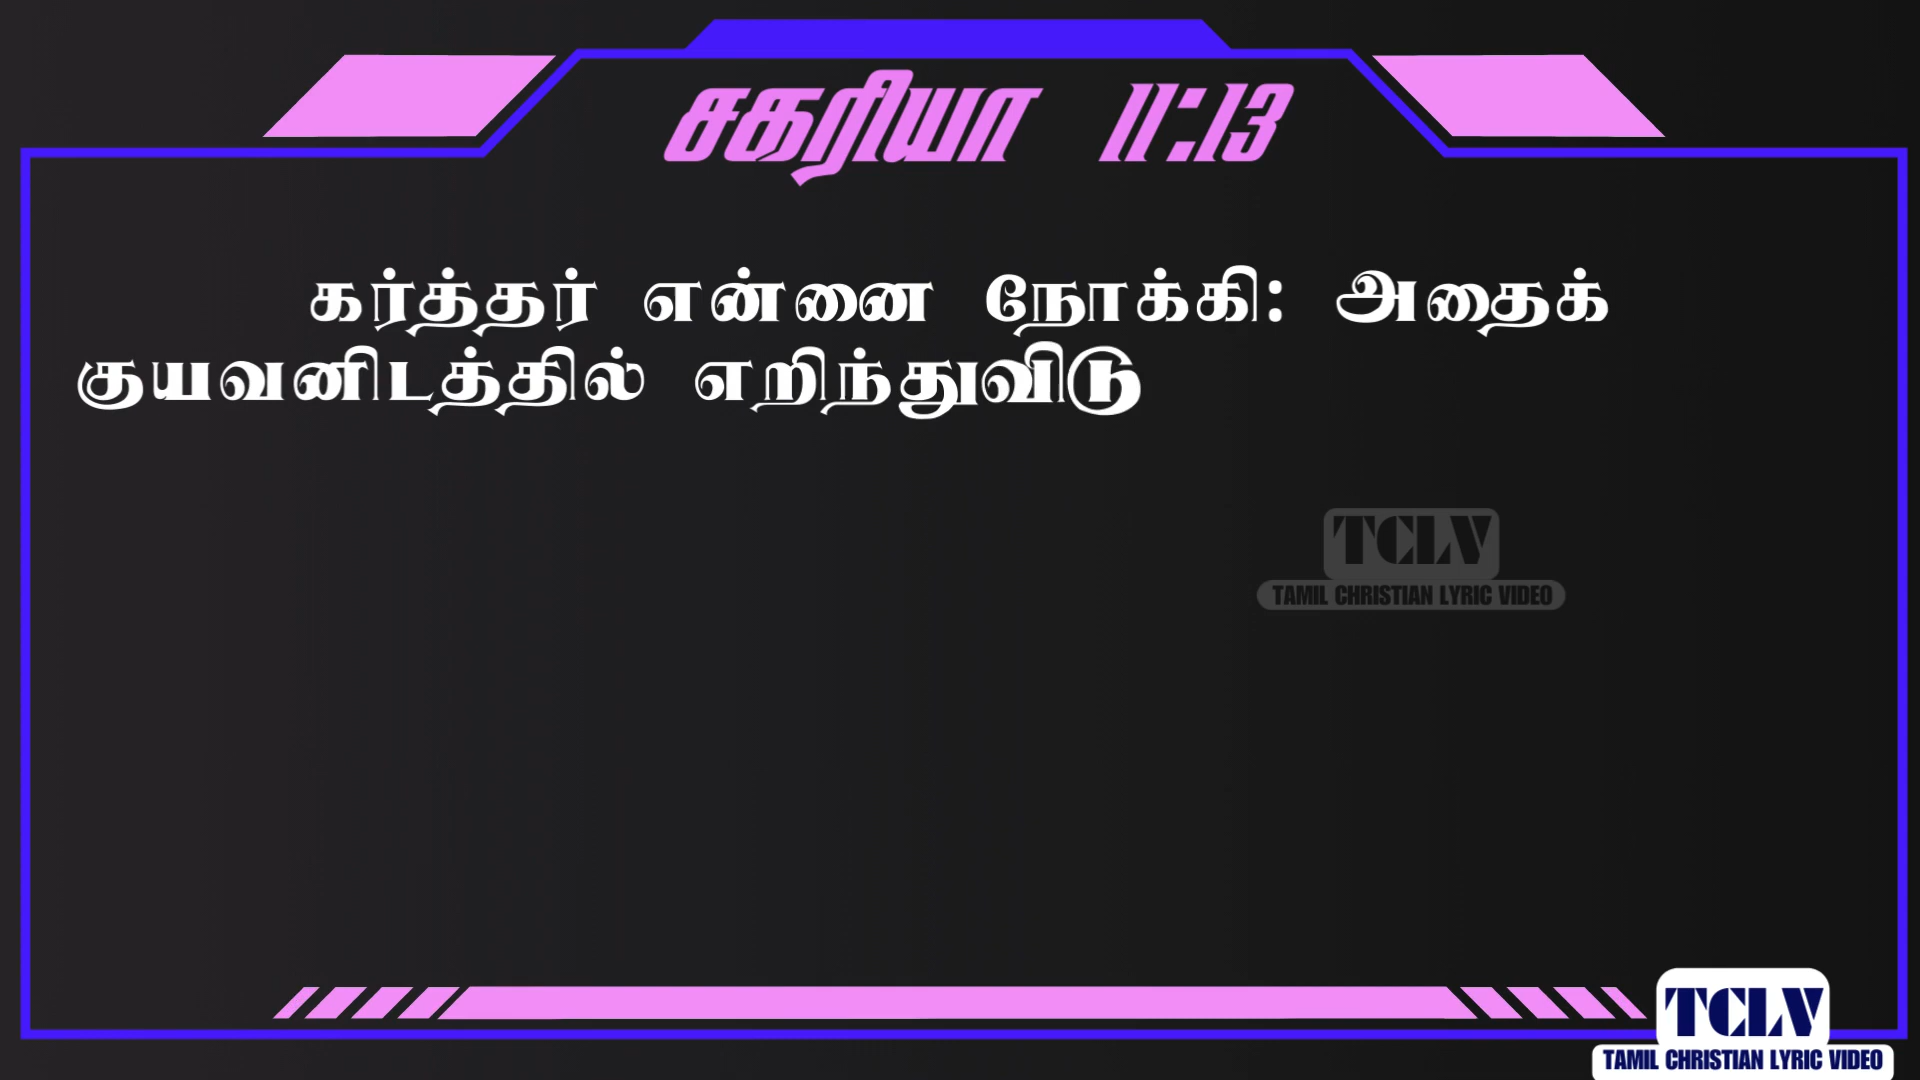 சகரியா 11:13
கர்த்தர் என்னை நோக்கி: அதைக்
குயவனிடத்தில் எறிந்துவிடு
TCLV
TAMIL CHRISTIAN LYRIC VIDEO
TCLV
TAMIL CHRISTIAN LYRIC VIDEO